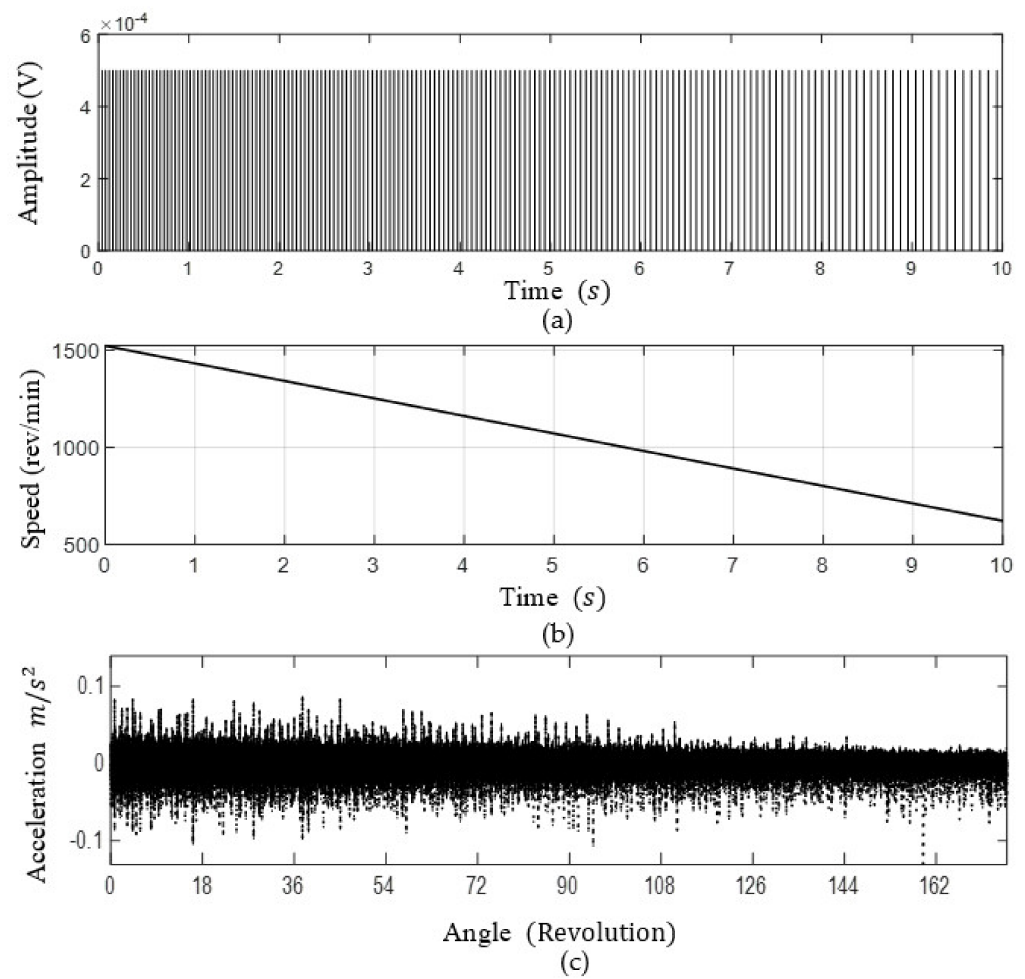 ×10⁻⁴
6
4
2
0
Amplitude (V)
0 1 2 3 4 5 6 7 8 9 10
Time (s)
(a)
1500
1000
500
Speed (rev/min)
0 1 2 3 4 5 6 7 8 9 10
Time (s)
(b)
0.1
0
-0.1
Acceleration m/s²
0 18 36 54 72 90 108 126 144 162
Angle (Revolution)
(c)